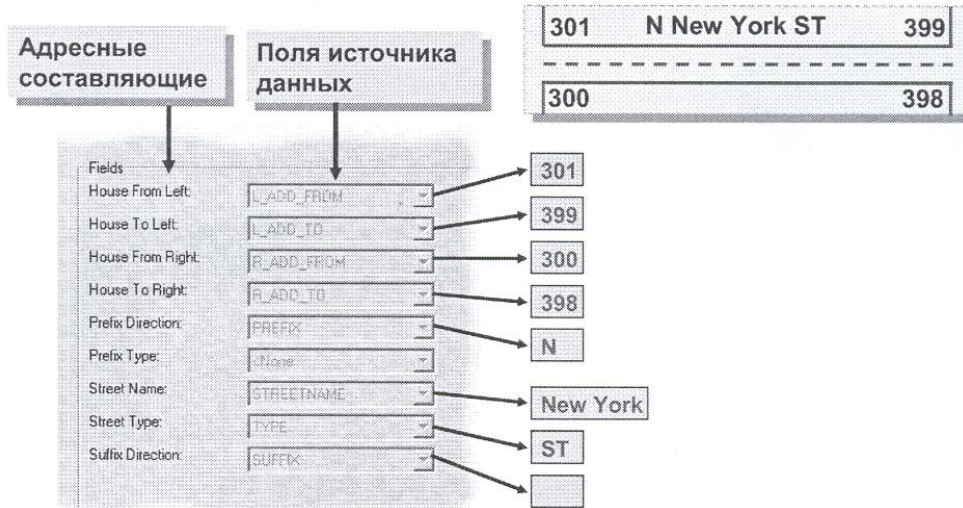 Адресные
составляющие
Поля источника
данных
301 N New York ST 399
300 398
Fields
House From Left: L_ADD_FROM 301
House To Left: L_ADD_TO 399
House From Right: R_ADD_FROM 300
House To Right: R_ADD_TO 398
Prefix Direction: PREFIX N
Prefix Type: <None
Street Name: STREETNAME New York
Street Type: TYPE ST
Suffix Direction: SUFFIX